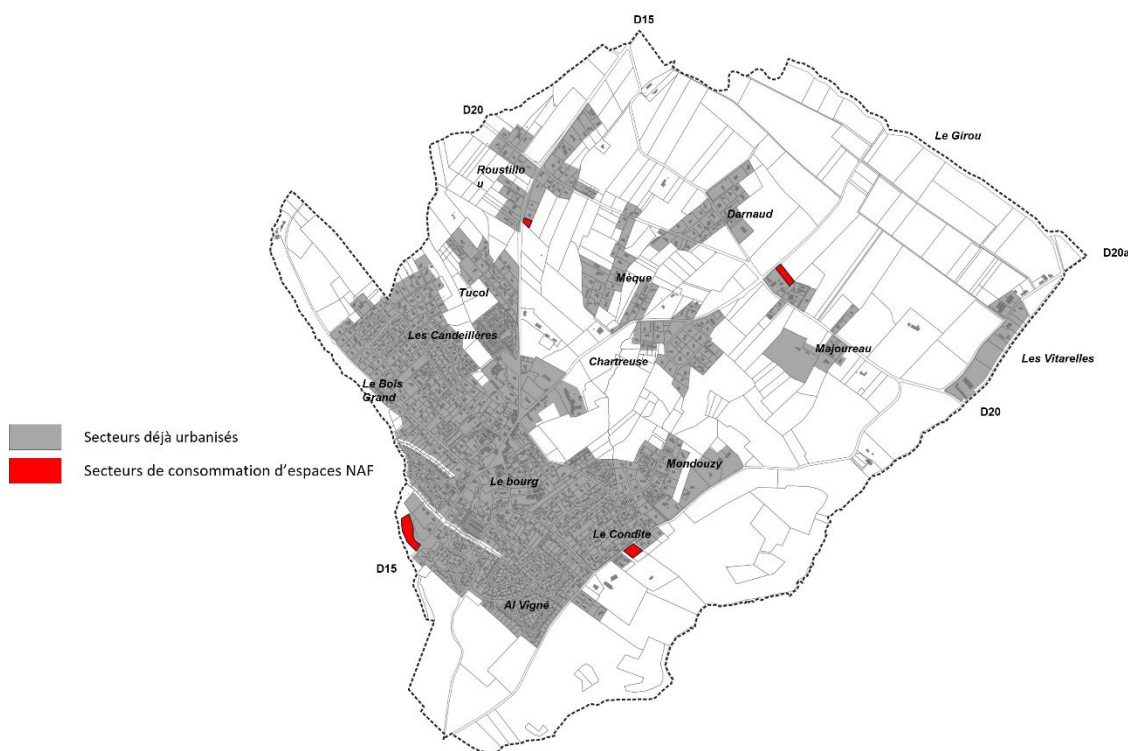 D15
D20
Le Girou
Roustillo
u
Darnaud
D20a
Mèque
Tucol
Les Candeillères
Chartreuse
Majoureau
Les Vitarelles
Le Bois
Grand
D20
Secteurs déjà urbanisés
Secteurs de consommation d'espaces NAF
Mondouzy
Le bourg
Le Condite
D15
Al Vigné